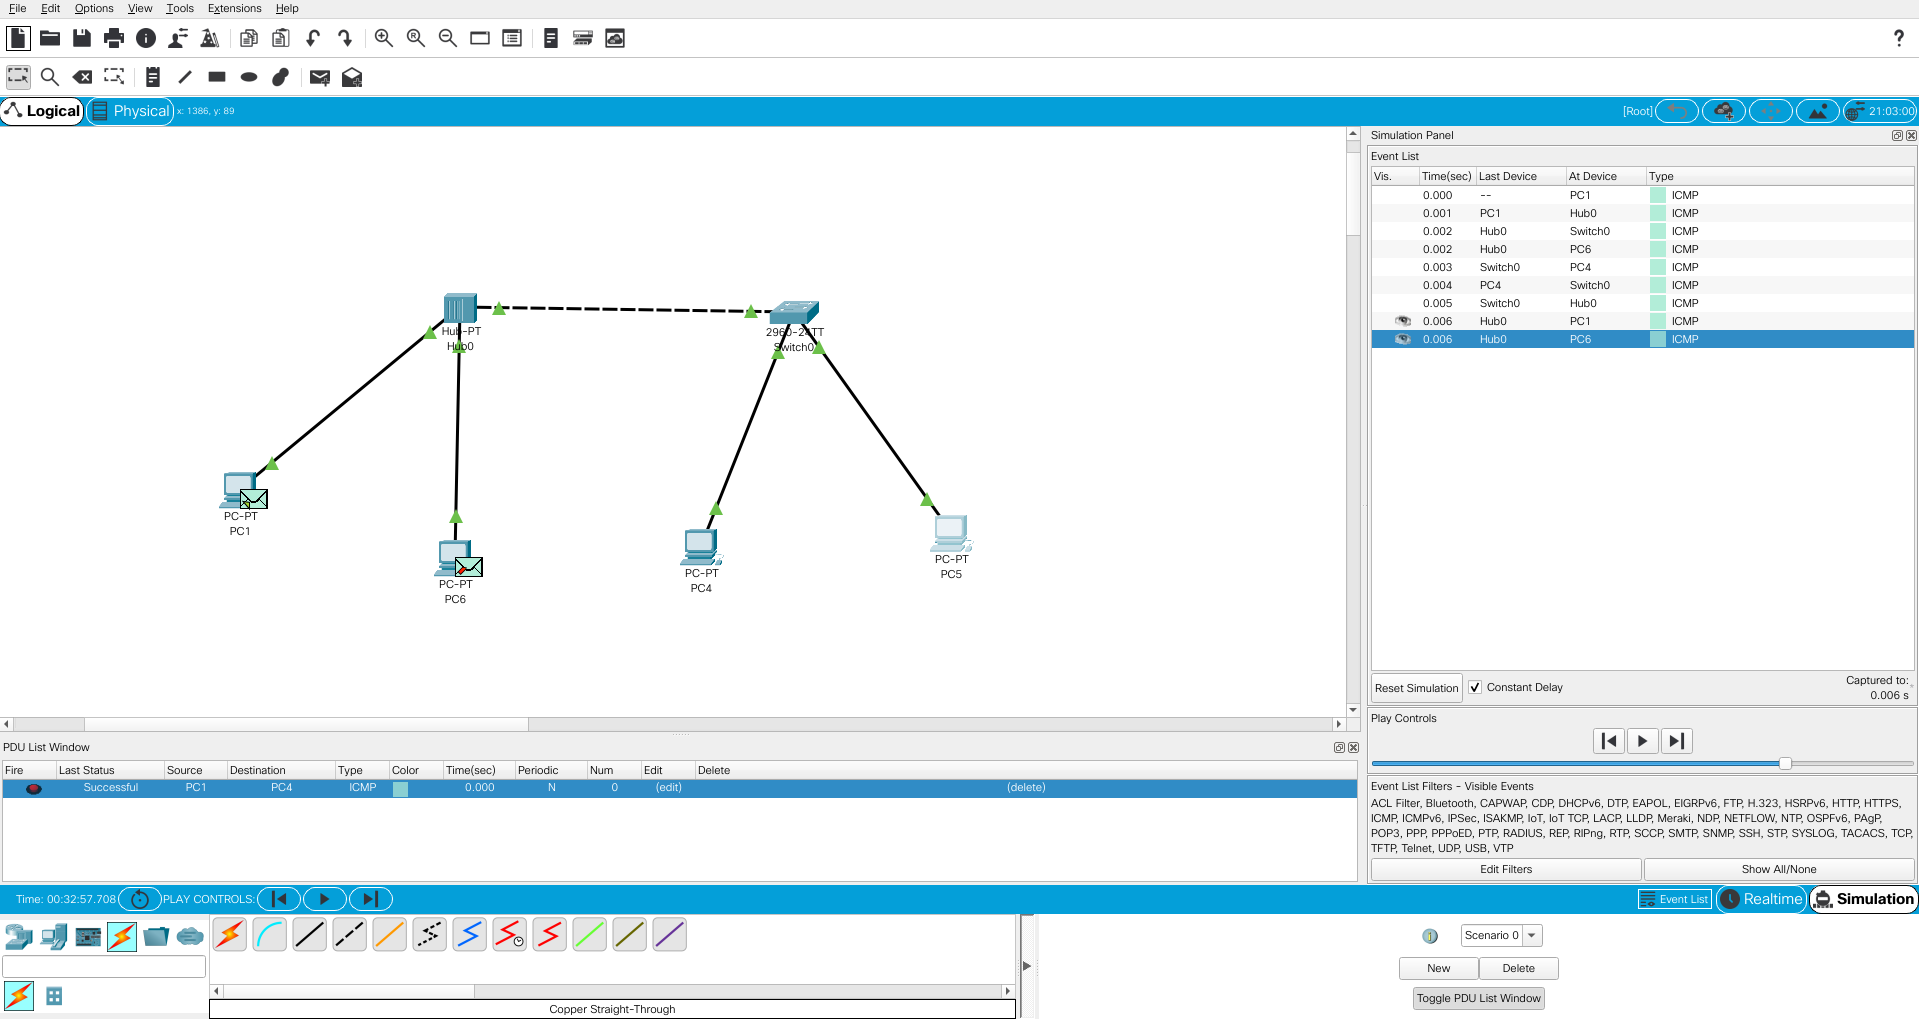 File Edit Options View Tools Extensions Help
?
Logical Physical x: 1386, y: 89 [Root] 21:03:00
Simulation Panel
Event List
Vis. Time(sec) Last Device At Device Type
0.000 -- PC1 ICMP
0.001 PC1 Hub0 ICMP
0.002 Hub0 Switch0 ICMP
0.002 Hub0 PC6 ICMP
0.003 Switch0 PC4 ICMP
0.004 PC4 Switch0 ICMP
0.005 Switch0 Hub0 ICMP
0.006 Hub0 PC1 ICMP
0.006 Hub0 PC6 ICMP
Hub-PT
Hub0
2960-24TT
Switch0
PC-PT
PC1
PC-PT
PC6
PC-PT
PC4
PC-PT
PC5
Reset Simulation Constant Delay Captured to:
0.006 s
Play Controls
PDU List Window
Fire Last Status Source Destination Type Color Time(sec) Periodic Num Edit Delete
Successful PC1 PC4 ICMP 0.000 N 0 (edit) (delete)
Event List Filters - Visible Events
ACL Filter, Bluetooth, CAPWAP, CDP, DHCPv6, DTP, EAPOL, EIGRPv6, FTP, H.323, HSRPv6, HTTP, HTTPS,
ICMP, ICMPv6, IPSec, ISAKMP, IoT, IoT TCP, LACP, LLDP, Meraki, NDP, NETFLOW, NTP, OSPFv6, PAgP,
POP3, PPP, PPPoED, PTP, RADIUS, REP, RIPng, RTP, SCCP, SMTP, SNMP, SSH, STP, SYSLOG, TACACS, TCP,
TFTP, Telnet, UDP, USB, VTP
Edit Filters Show All/None
Time: 00:32:57.708 PLAY CONTROLS: Event List Realtime Simulation
Scenario 0
New Delete
Toggle PDU List Window
Copper Straight-Through